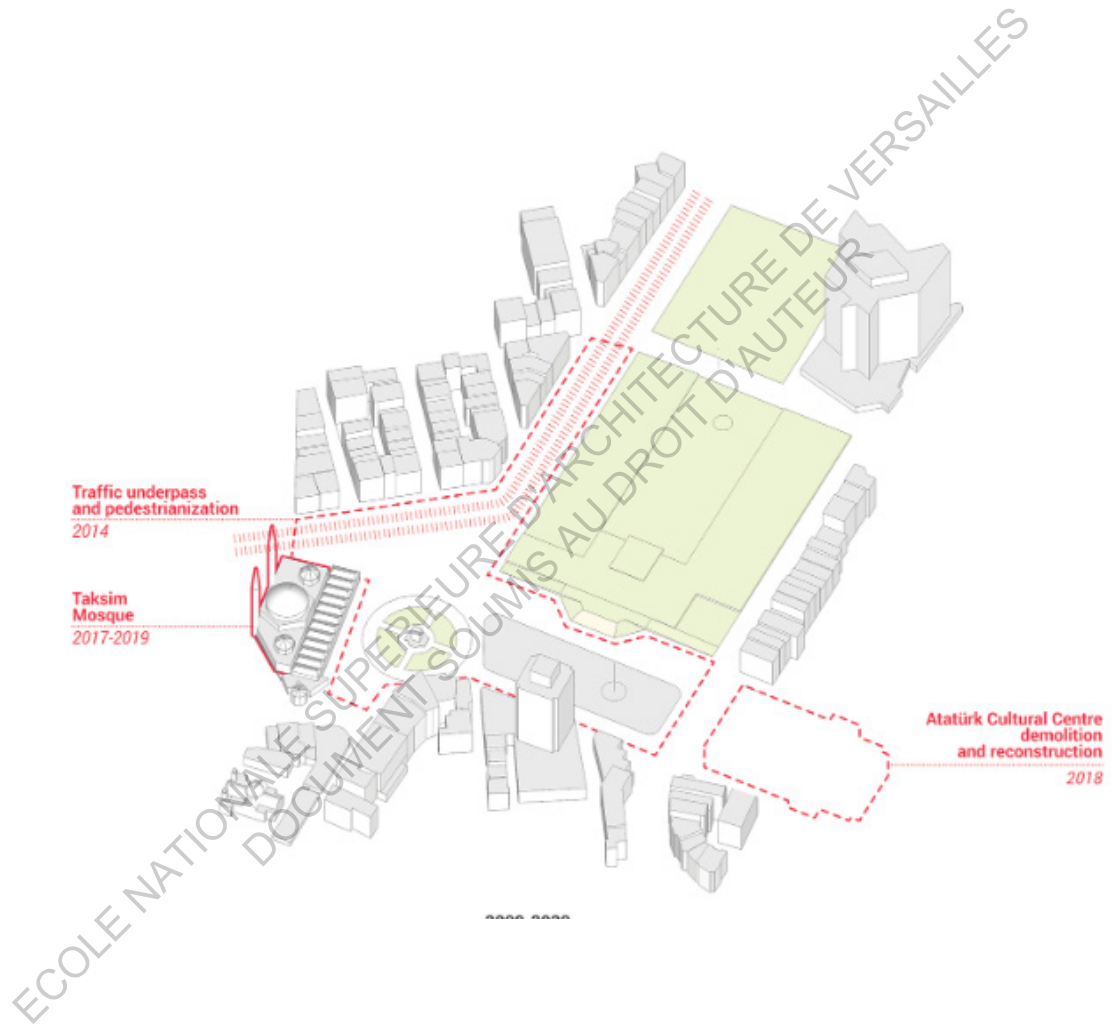 ECOLE NATIONALE SUPERIEURE D'ARCHITECTURE DE VERSAILLES
DOCUMENT SOUMIS AU DROIT D'AUTEUR
Traffic underpass
and pedestrianization
2014
Taksim
Mosque
2017-2019
Atatürk Cultural Centre
demolition
and reconstruction
2018